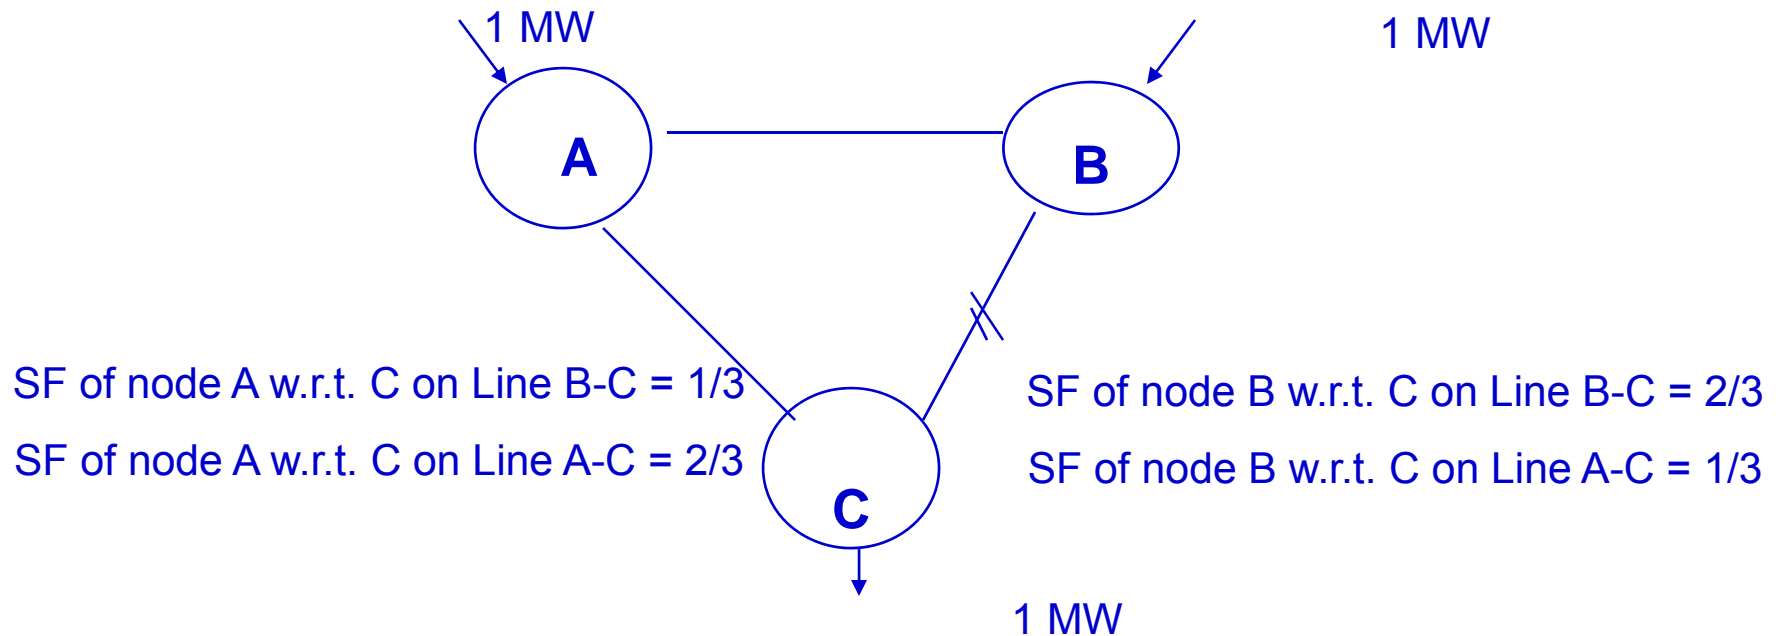 1 MW
1 MW
A
B
SF of node A w.r.t. C on Line B-C = 1/3
SF of node B w.r.t. C on Line B-C = 2/3
SF of node A w.r.t. C on Line A-C = 2/3
SF of node B w.r.t. C on Line A-C = 1/3
C
1 MW